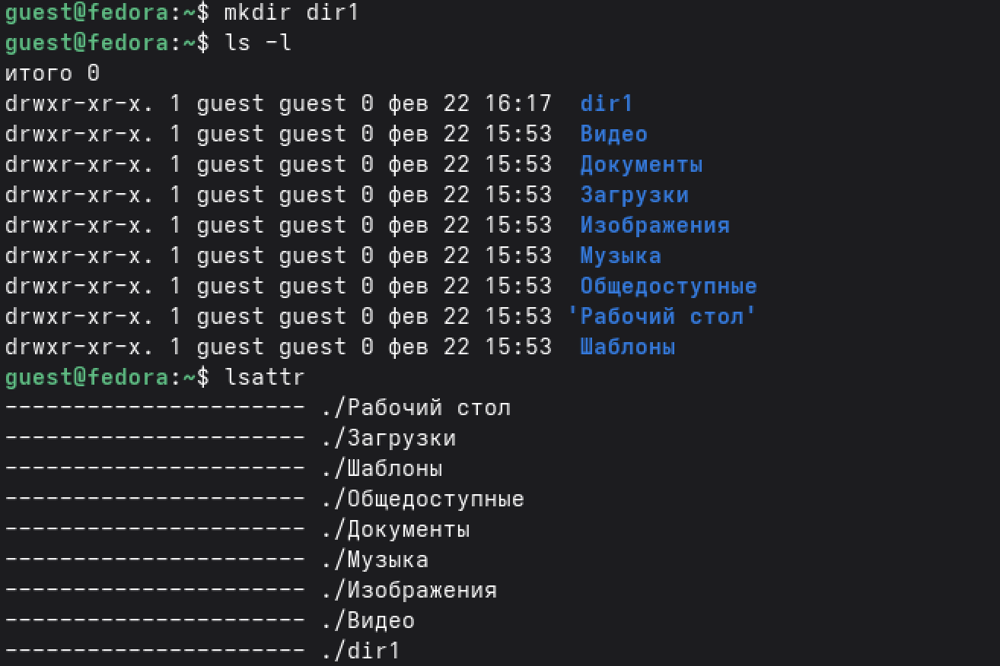 guest@fedora:~$ mkdir dir1
guest@fedora:~$ ls -l
итого 0
drwxr-xr-x. 1 guest guest 0 фев 22 16:17  dir1
drwxr-xr-x. 1 guest guest 0 фев 22 15:53  Видео
drwxr-xr-x. 1 guest guest 0 фев 22 15:53  Документы
drwxr-xr-x. 1 guest guest 0 фев 22 15:53  Загрузки
drwxr-xr-x. 1 guest guest 0 фев 22 15:53  Изображения
drwxr-xr-x. 1 guest guest 0 фев 22 15:53  Музыка
drwxr-xr-x. 1 guest guest 0 фев 22 15:53  Общедоступные
drwxr-xr-x. 1 guest guest 0 фев 22 15:53 'Рабочий стол'
drwxr-xr-x. 1 guest guest 0 фев 22 15:53  Шаблоны
guest@fedora:~$ lsattr
---------------------- ./Рабочий стол
---------------------- ./Загрузки
---------------------- ./Шаблоны
---------------------- ./Общедоступные
---------------------- ./Документы
---------------------- ./Музыка
---------------------- ./Изображения
---------------------- ./Видео
---------------------- ./dir1